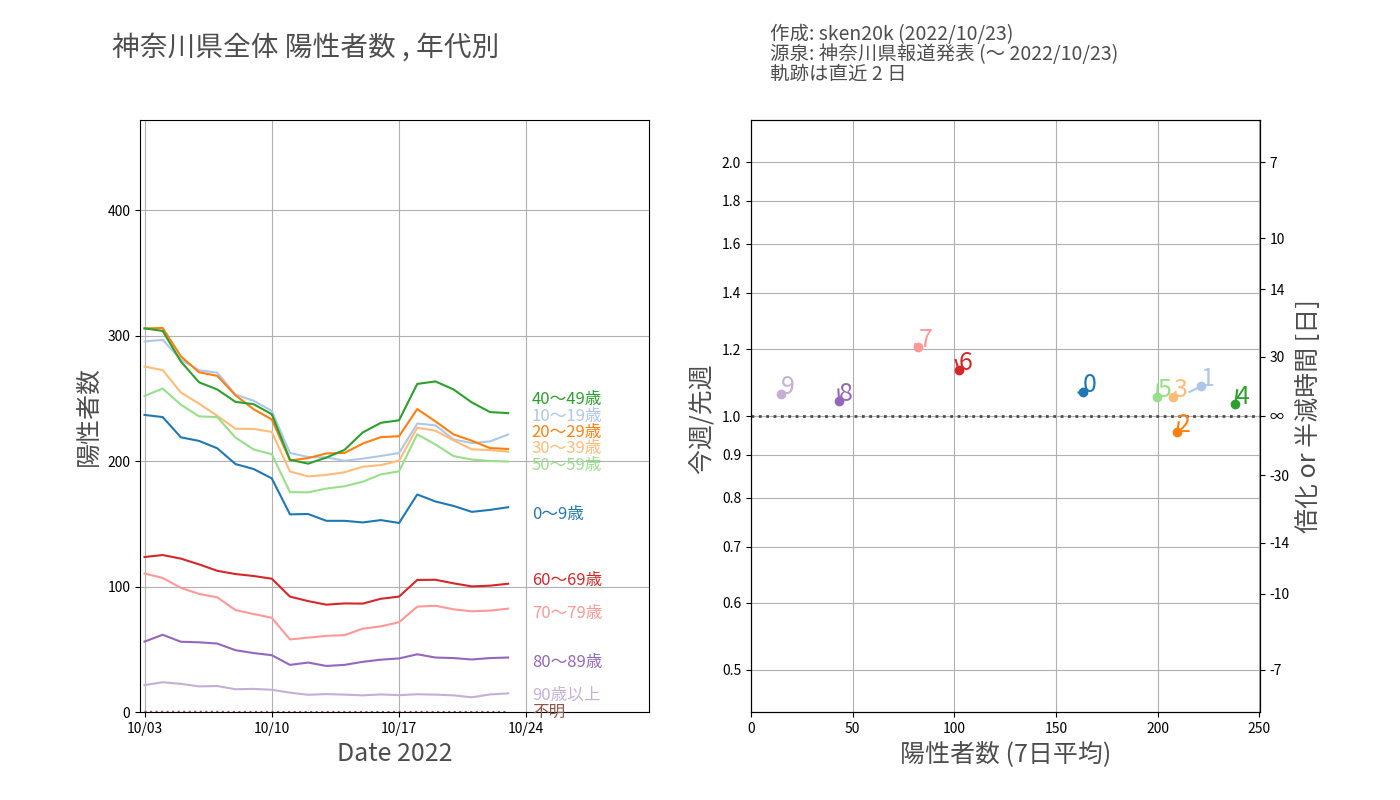 神奈川県全体 陽性者数 , 年代別
作成: sken20k (2022/10/23)
源泉: 神奈川県報道発表 (〜 2022/10/23)
軌跡は直近 2 日
陽性者数
400
300
200
100
0
10/03
10/10
10/17
10/24
Date 2022
40〜49歳
10〜19歳
20〜29歳
30〜39歳
50〜59歳
0〜9歳
60〜69歳
70〜79歳
80〜89歳
90歳以上
不明
今週/先週
2.0
1.8
1.6
1.4
1.2
1.0
0.9
0.8
0.7
0.6
0.5
0
50
100
150
200
250
陽性者数 (7日平均)
7
10
14
30
∞
-30
-14
-10
-7
倍化 or 半減時間 [日]
9
8
7
6
0
5
3
1
4
2